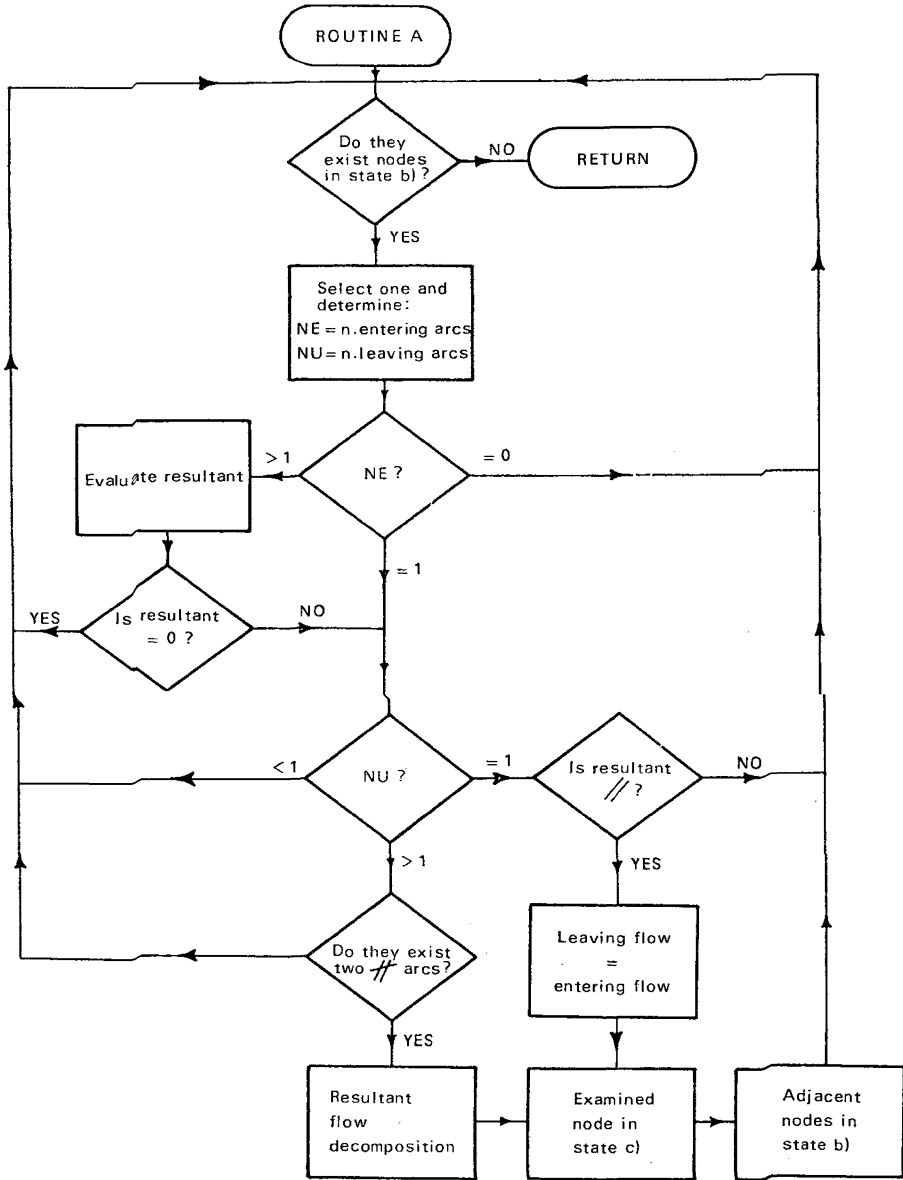 ROUTINE A
Do they
exist nodes
in state b)?
NO
RETURN
YES
Select one and
determine:
NE = n. entering arcs
NU = n. leaving arcs
> 1
NE ?
= 0
Evaluate resultant
= 1
YES
Is resultant
= 0 ?
NO
< 1
NU ?
= 1
Is resultant
// ?
NO
> 1
YES
Do they exist
two ⫽̸ arcs?
Leaving flow
=
entering flow
YES
Resultant
flow
decomposition
Examined
node in
state c)
Adjacent
nodes in
state b)